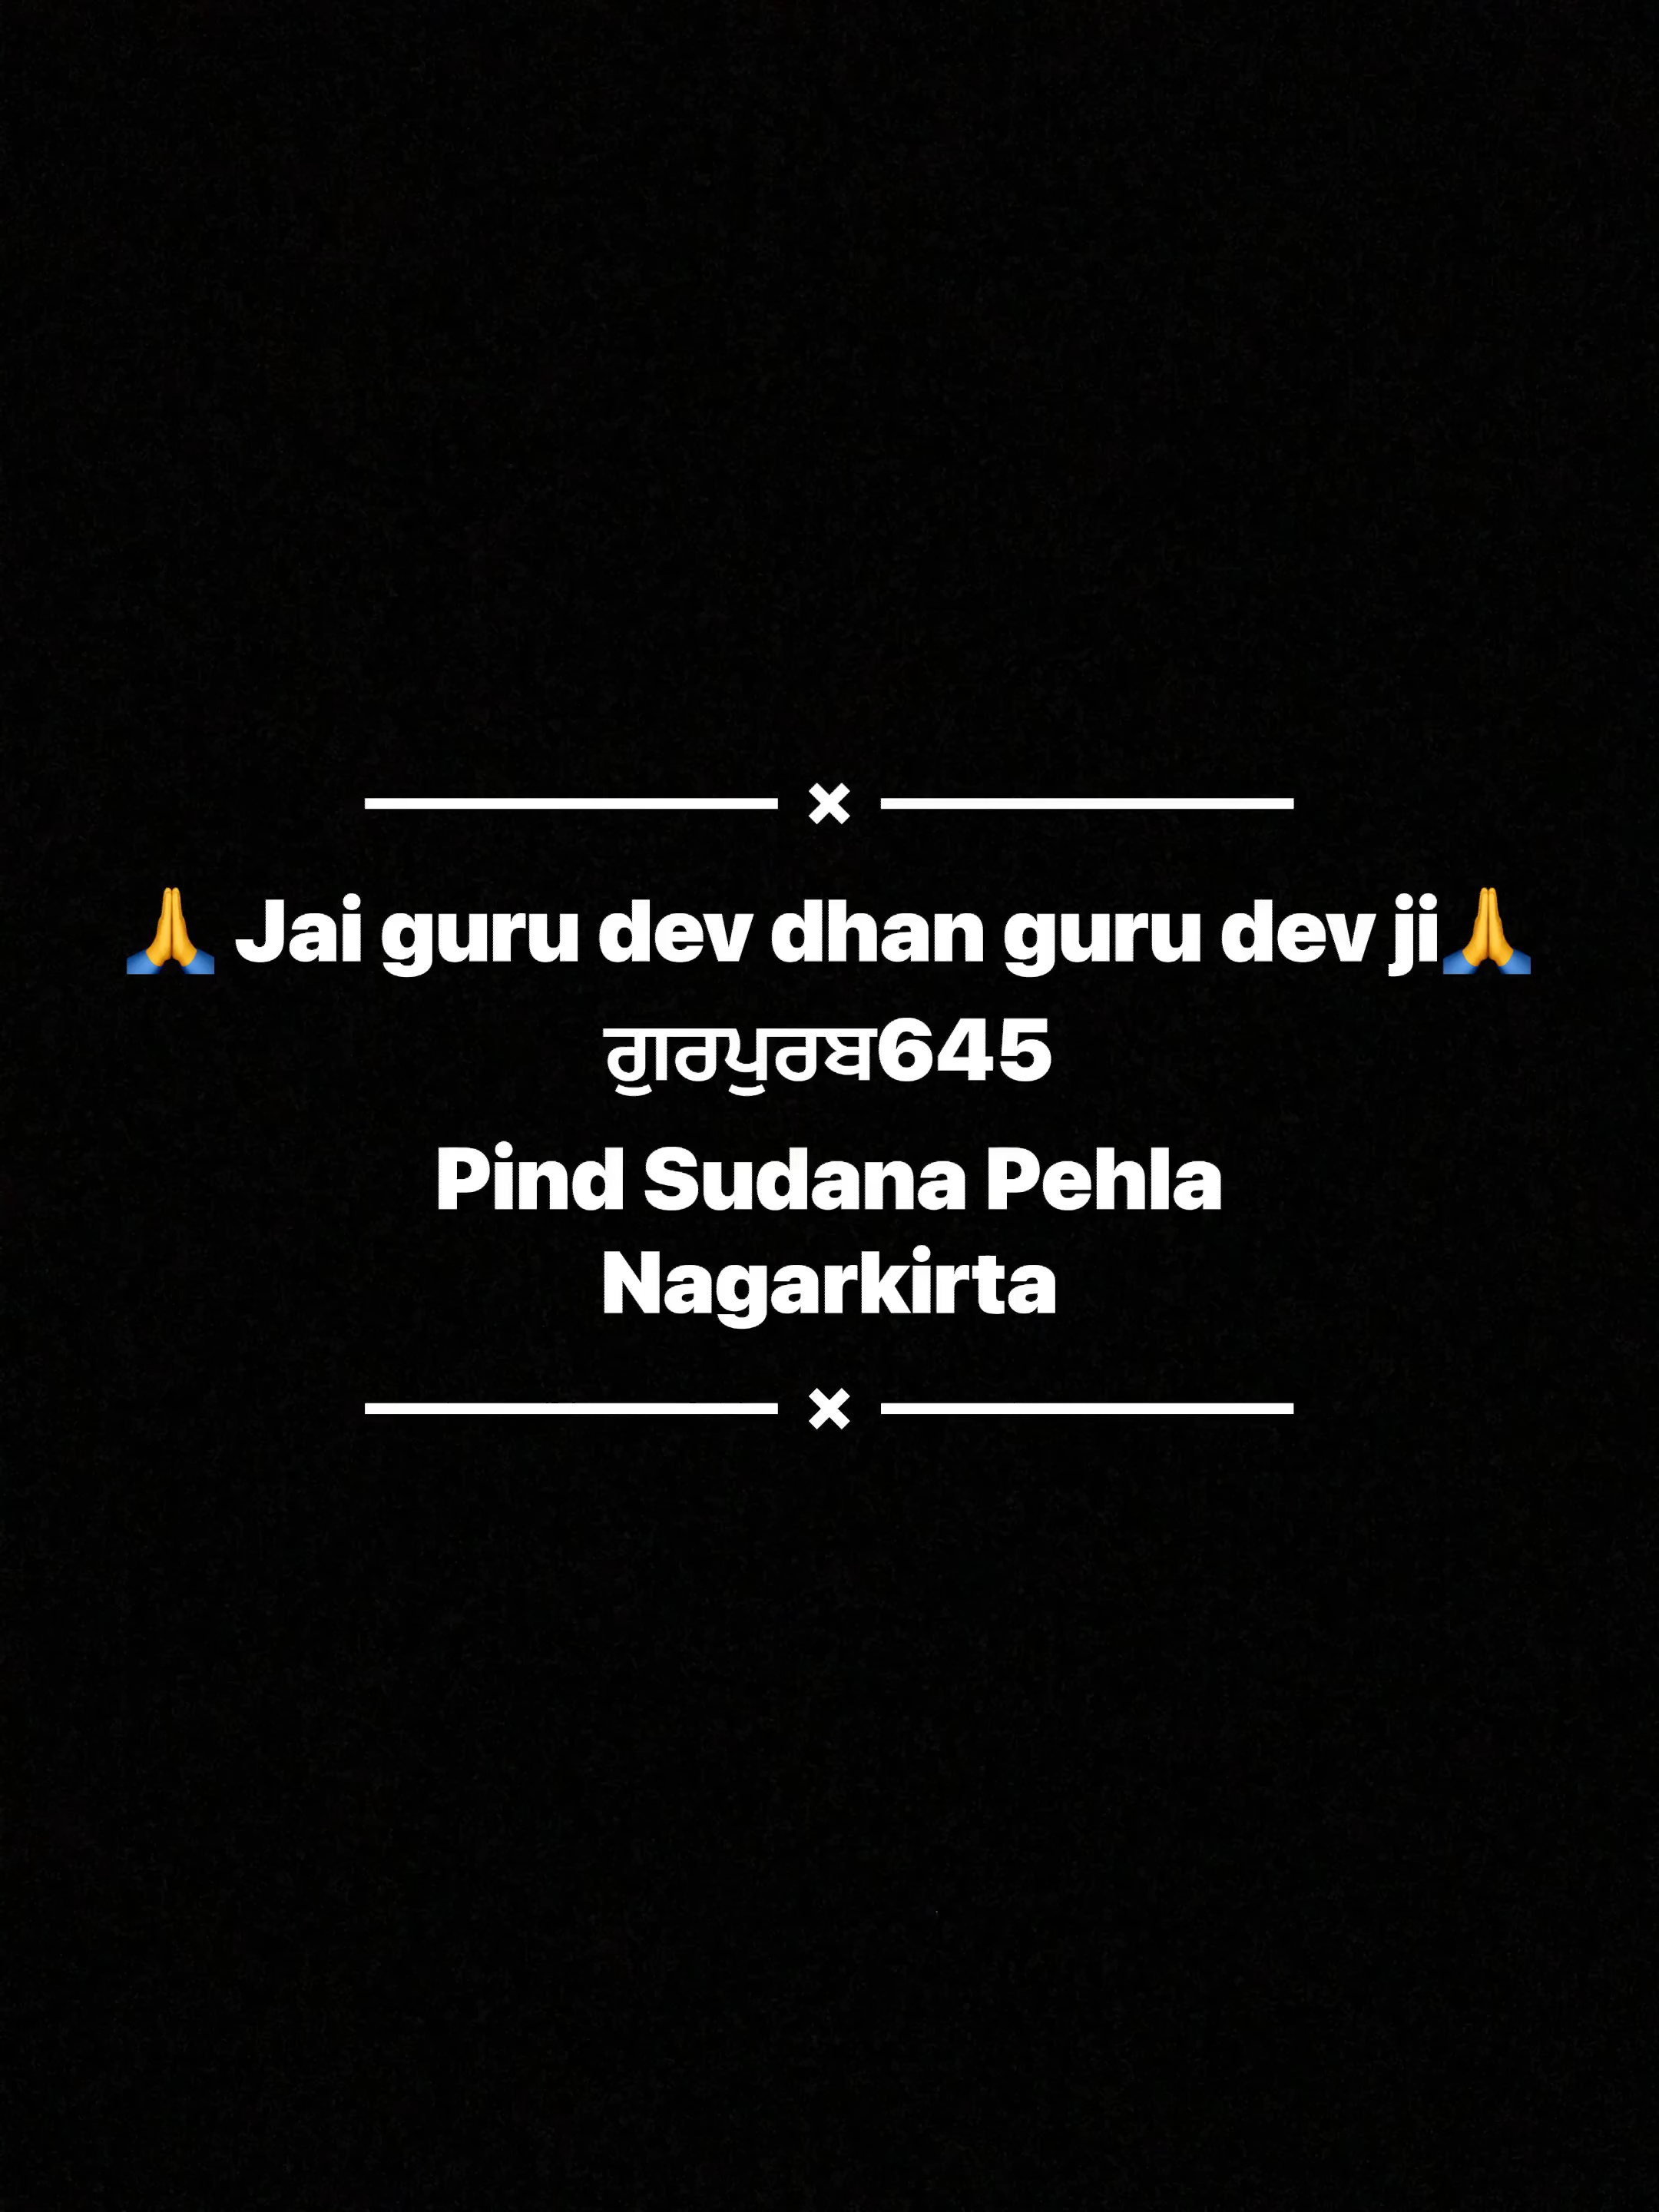 🙏 Jai guru dev dhan guru dev ji🙏
ਗੁਰਪੁਰਬ645
Pind Sudana Pehla
Nagarkirta